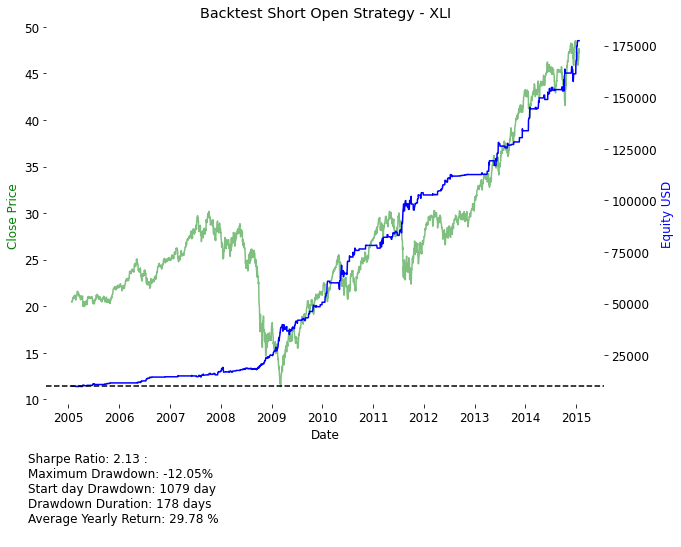 Backtest Short Open Strategy - XLI
50
45
40
35
30
25
20
15
10
Close Price
175000
150000
125000
100000
75000
50000
25000
Equity USD
2005 2006 2007 2008 2009 2010 2011 2012 2013 2014 2015
Date
Sharpe Ratio: 2.13 :
Maximum Drawdown: -12.05%
Start day Drawdown: 1079 day
Drawdown Duration: 178 days
Average Yearly Return: 29.78 %